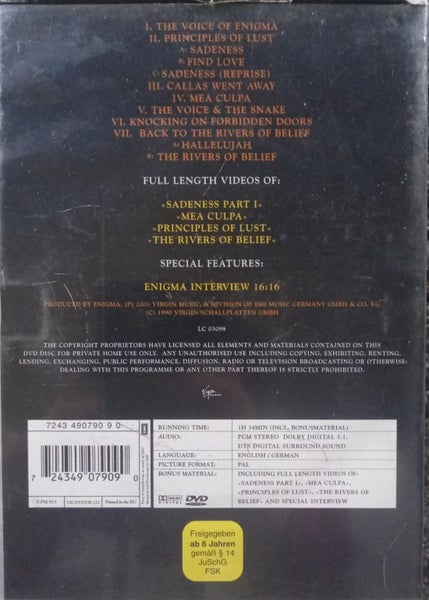 I. THE VOICE OF ENIGMA
II. PRINCIPLES OF LUST
A: SADENESS
B: FIND LOVE
C: SADENESS (REPRISE)
III. CALLAS WENT AWAY
IV. MEA CULPA
V. THE VOICE & THE SNAKE
VI. KNOCKING ON FORBIDDEN DOORS
VII. BACK TO THE RIVERS OF BELIEF
A: HALLELUJAH
B: THE RIVERS OF BELIEF
FULL LENGTH VIDEOS OF:
»SADENESS PART I«
»MEA CULPA«
»PRINCIPLES OF LUST«
»THE RIVERS OF BELIEF«
SPECIAL FEATURES:
ENIGMA INTERVIEW 16:16
PRODUCED BY ENIGMA, (P) 2003 VIRGIN MUSIC, A DIVISION OF EMI MUSIC GERMANY GMBH & CO. KG
(C) 1990 VIRGIN SCHALLPLATTEN GMBH
LC 03098
THE COPYRIGHT PROPRIETORS HAVE LICENSED ALL ELEMENTS AND MATERIALS CONTAINED ON THIS
DVD DISC FOR PRIVATE HOME USE ONLY. ANY UNAUTHORISED USE INCLUDING COPYING, EXHIBITING, RENTING,
LENDING, EXCHANGING, PUBLIC PERFORMANCE, DIFFUSION, RADIO OR TELEVISION BROADCASTING OR OTHERWISE
DEALING WITH THIS PROGRAMME OR ANY OTHER PART THEREOF IS STRICTLY PROHIBITED.
Virgin
7243 490790 9 0
7 24349 07909 0
Printed in the EU
RUNNING TIME: 1H 34MIN (INCL. BONUSMATERIAL)
AUDIO: PCM STEREO DOLBY DIGITAL 5.1,
DTS DIGITAL SURROUND SOUND
LANGUAGE: ENGLISH / GERMAN
PICTURE FORMAT: PAL
BONUS MATERIAL: INCLUDING FULL LENGTH VIDEOS OF:
»SADENESS PART I«, »MEA CULPA«,
»PRINCIPLES OF LUST«, »THE RIVERS OF
BELIEF« AND SPECIAL INTERVIEW
DOLBY DIGITAL
DVD
Freigegeben
ab 6 Jahren
gemäß § 14
JuSchG
FSK